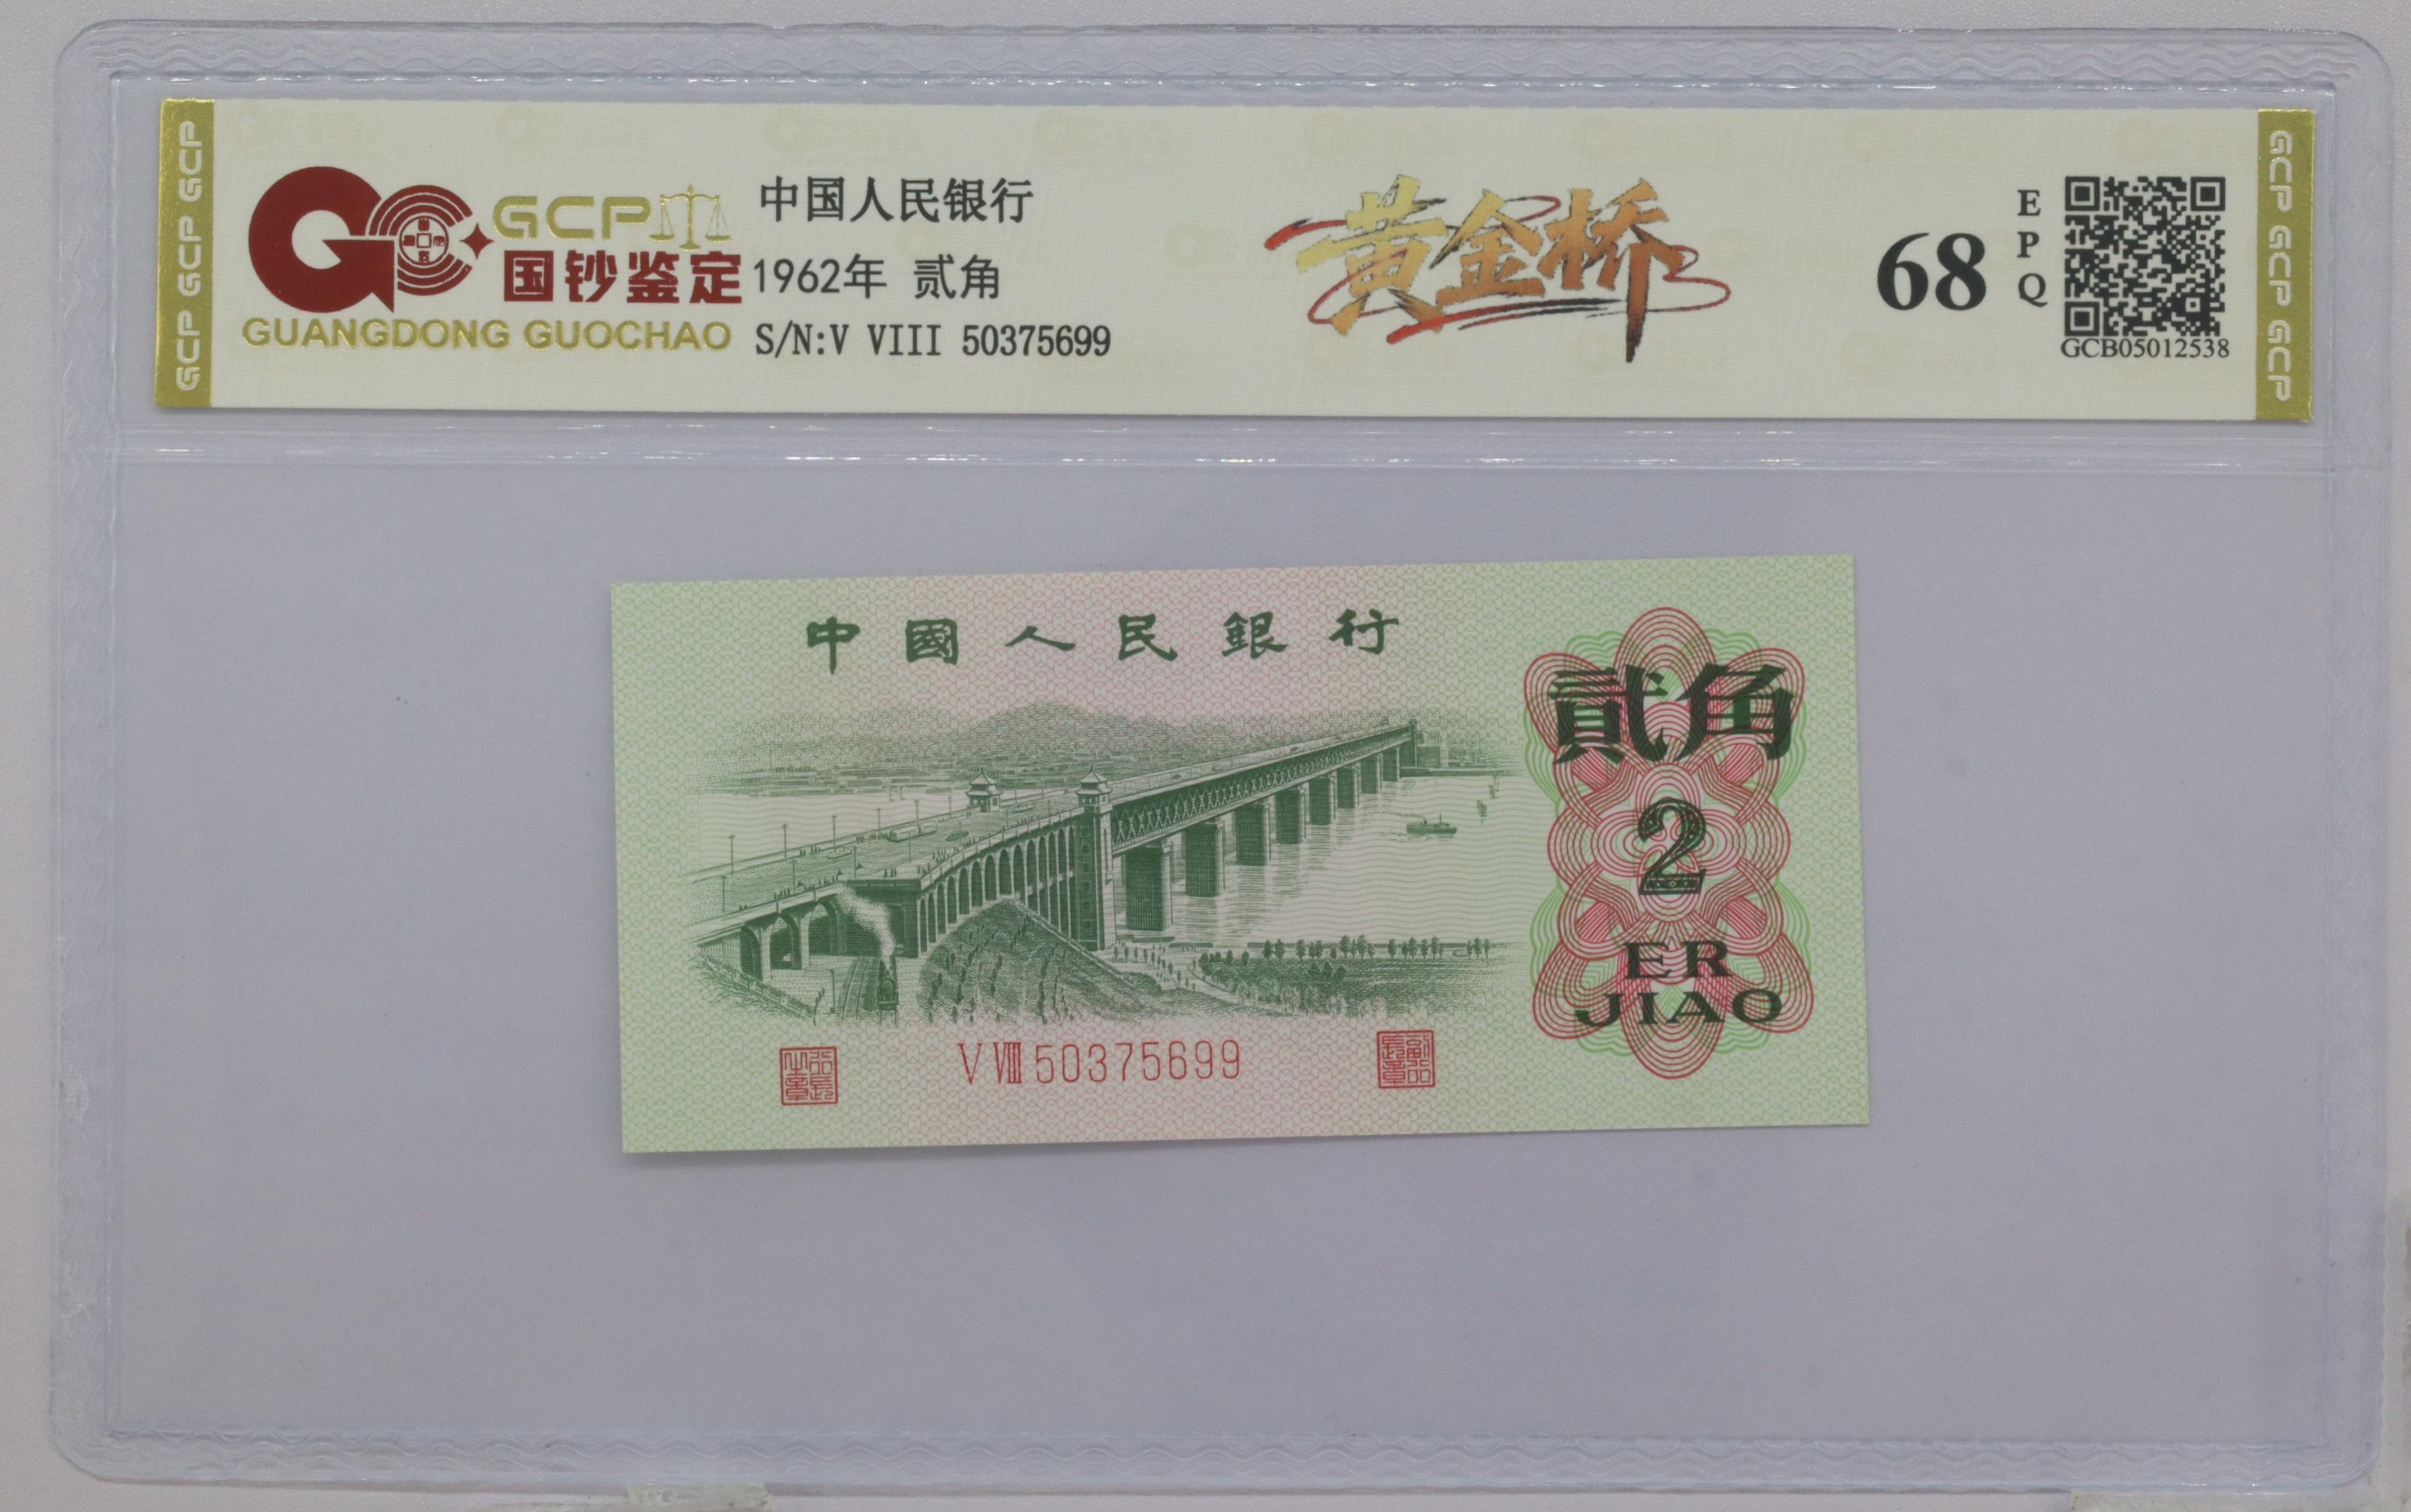 GCP GCP GCP
GCP
国钞鉴定
GUANGDONG GUOCHAO
中国人民银行
1962年 贰角
S/N:V VIII 50375699
黄金桥
68
EPQ
GCB05012538
GCP GCP GCP
中國人民銀行
貳角
2
ER
JIAO
V VIII 50375699